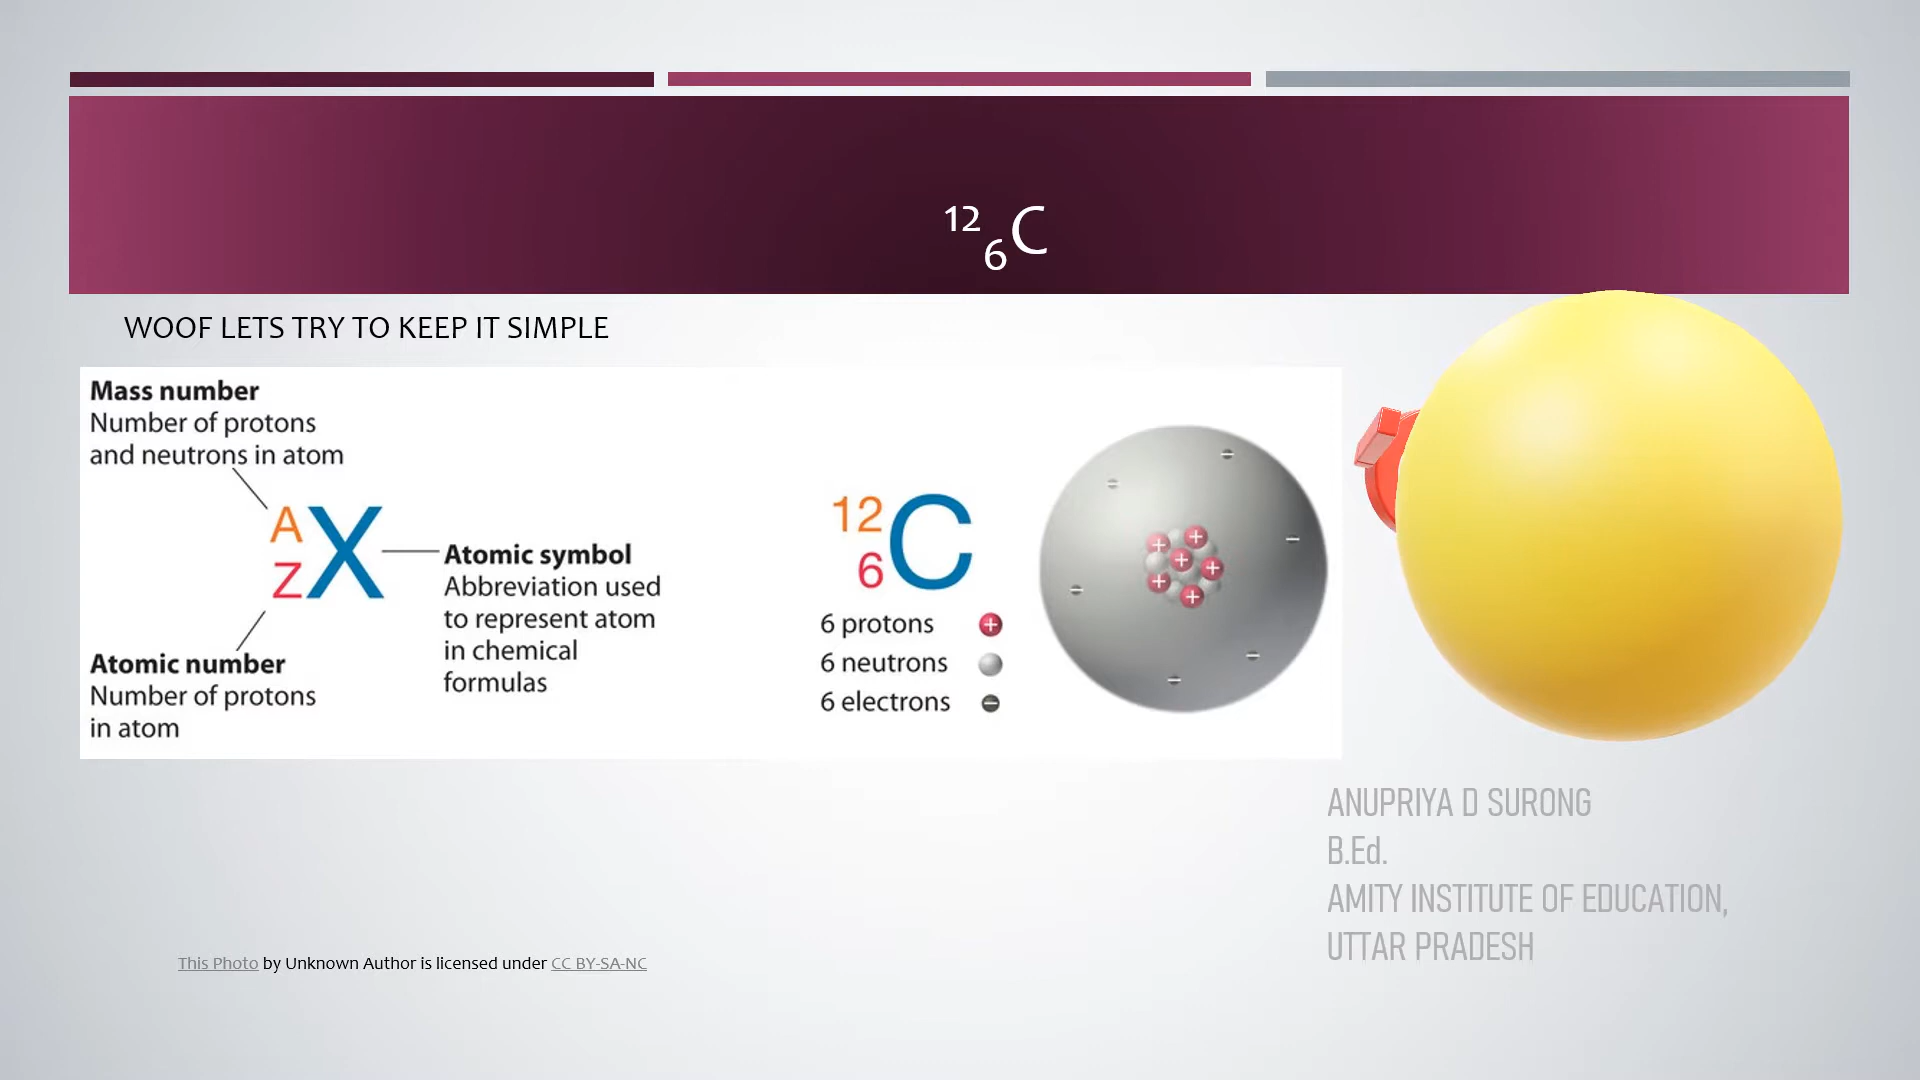 12 6 C
WOOF LETS TRY TO KEEP IT SIMPLE
Mass number
Number of protons
and neutrons in atom
A
Z X
Atomic symbol
Abbreviation used
to represent atom
in chemical
formulas
Atomic number
Number of protons
in atom
12
6 C
6 protons +
6 neutrons
6 electrons −
ANUPRIYA D SURONG
B.Ed.
AMITY INSTITUTE OF EDUCATION,
UTTAR PRADESH
This Photo by Unknown Author is licensed under CC BY-SA-NC